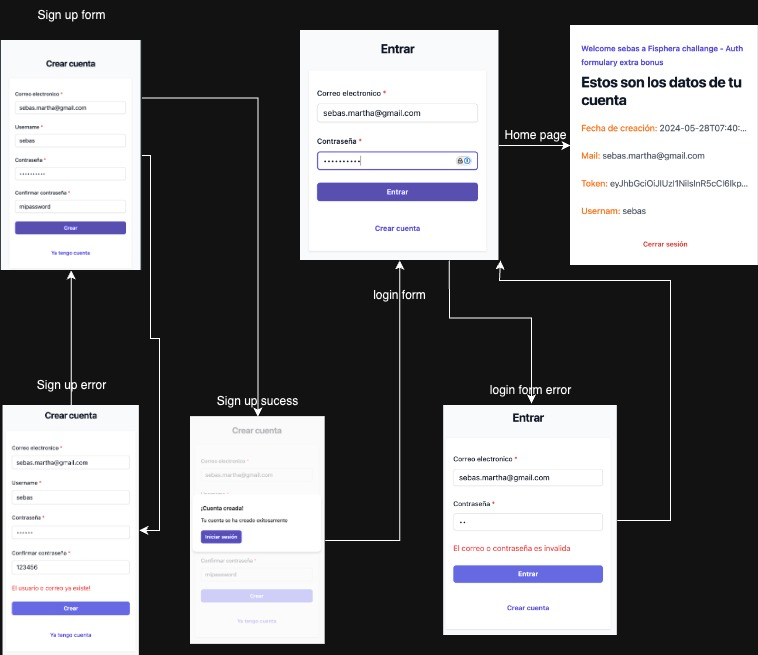 Sign up form
Crear cuenta
Correo electronico *
sebas.martha@gmail.com
Username *
sebas
Contraseña *
••••••••••
Confirmar contraseña *
mipassword
Crear
Ya tengo cuenta
Entrar
Correo electronico *
sebas.martha@gmail.com
Contraseña *
••••••••••
Entrar
Crear cuenta
login form
Home page
Welcome sebas a Fisphera challange - Auth
formulary extra bonus
Estos son los datos de tu
cuenta
Fecha de creación: 2024-05-28T07:40:...
Mail: sebas.martha@gmail.com
Token: eyJhbGciOiJIUzI1NiIsInR5cCI6Ikp...
Usernam: sebas
Cerrar sesión
Sign up error
Crear cuenta
Correo electronico *
sebas.martha@gmail.com
Username *
sebas
Contraseña *
••••••
Confirmar contraseña *
123456
El usuario o correo ya existe!
Crear
Ya tengo cuenta
Sign up sucess
Crear cuenta
Correo electronico *
sebas.martha@gmail.com
Username *
¡Cuenta creada!
Tu cuenta se ha creado exitosamente
Iniciar sesión
Confirmar contraseña *
mipassword
Crear
Ya tengo cuenta
login form error
Entrar
Correo electronico *
sebas.martha@gmail.com
Contraseña *
••
El correo o contraseña es invalida
Entrar
Crear cuenta